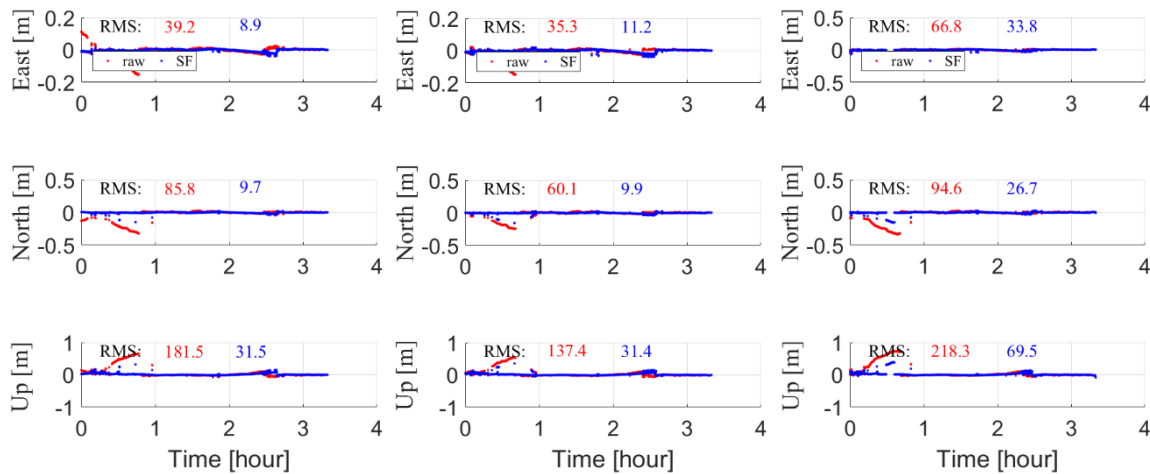 0.2 RMS: 39.2 8.9 0.2 RMS: 35.3 11.2 0.5 RMS: 66.8 33.8
East [m] 0 East [m] 0 East [m] 0
raw SF raw SF raw SF
-0.2 -0.2 -0.5
0 1 2 3 4 0 1 2 3 4 0 1 2 3 4
0.5 RMS: 85.8 9.7 0.5 RMS: 60.1 9.9 0.5 RMS: 94.6 26.7
North [m] 0 North [m] 0 North [m] 0
-0.5 -0.5 -0.5
0 1 2 3 4 0 1 2 3 4 0 1 2 3 4
1 RMS: 181.5 31.5 1 RMS: 137.4 31.4 1 RMS: 218.3 69.5
Up [m] 0 Up [m] 0 Up [m] 0
-1 -1 -1
0 1 2 3 4 0 1 2 3 4 0 1 2 3 4
Time [hour] Time [hour] Time [hour]